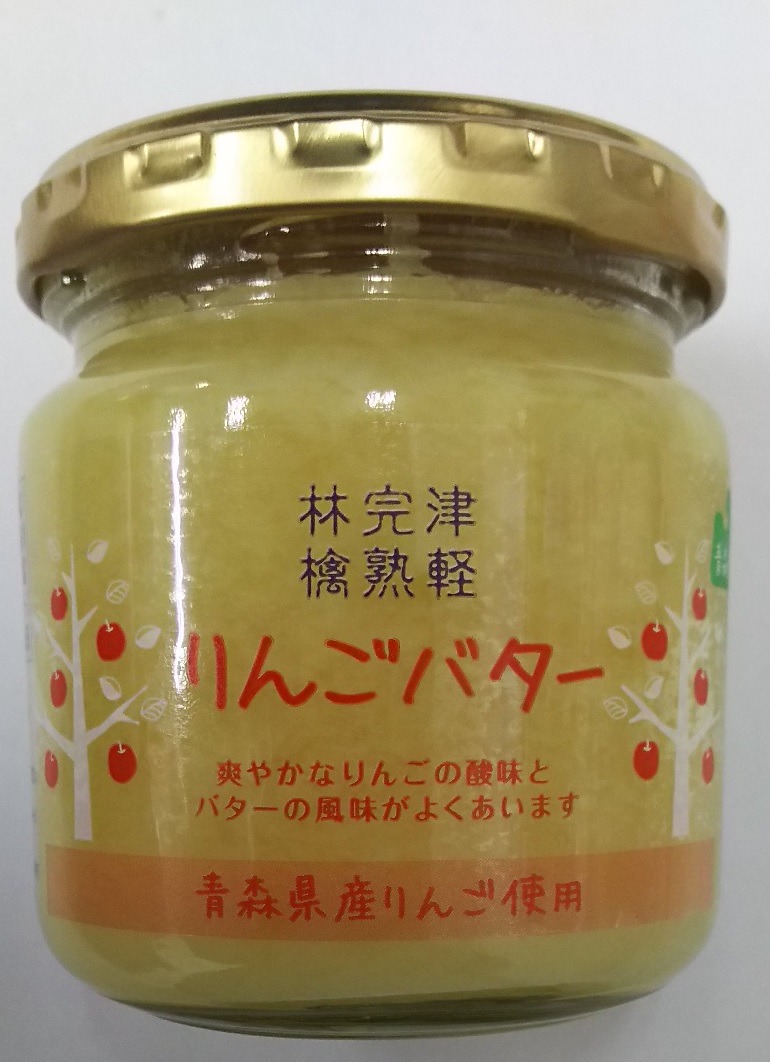 津軽
完熟
林檎
りんごバター
爽やかなりんごの酸味と
バターの風味がよくあいます
青森県産りんご使用